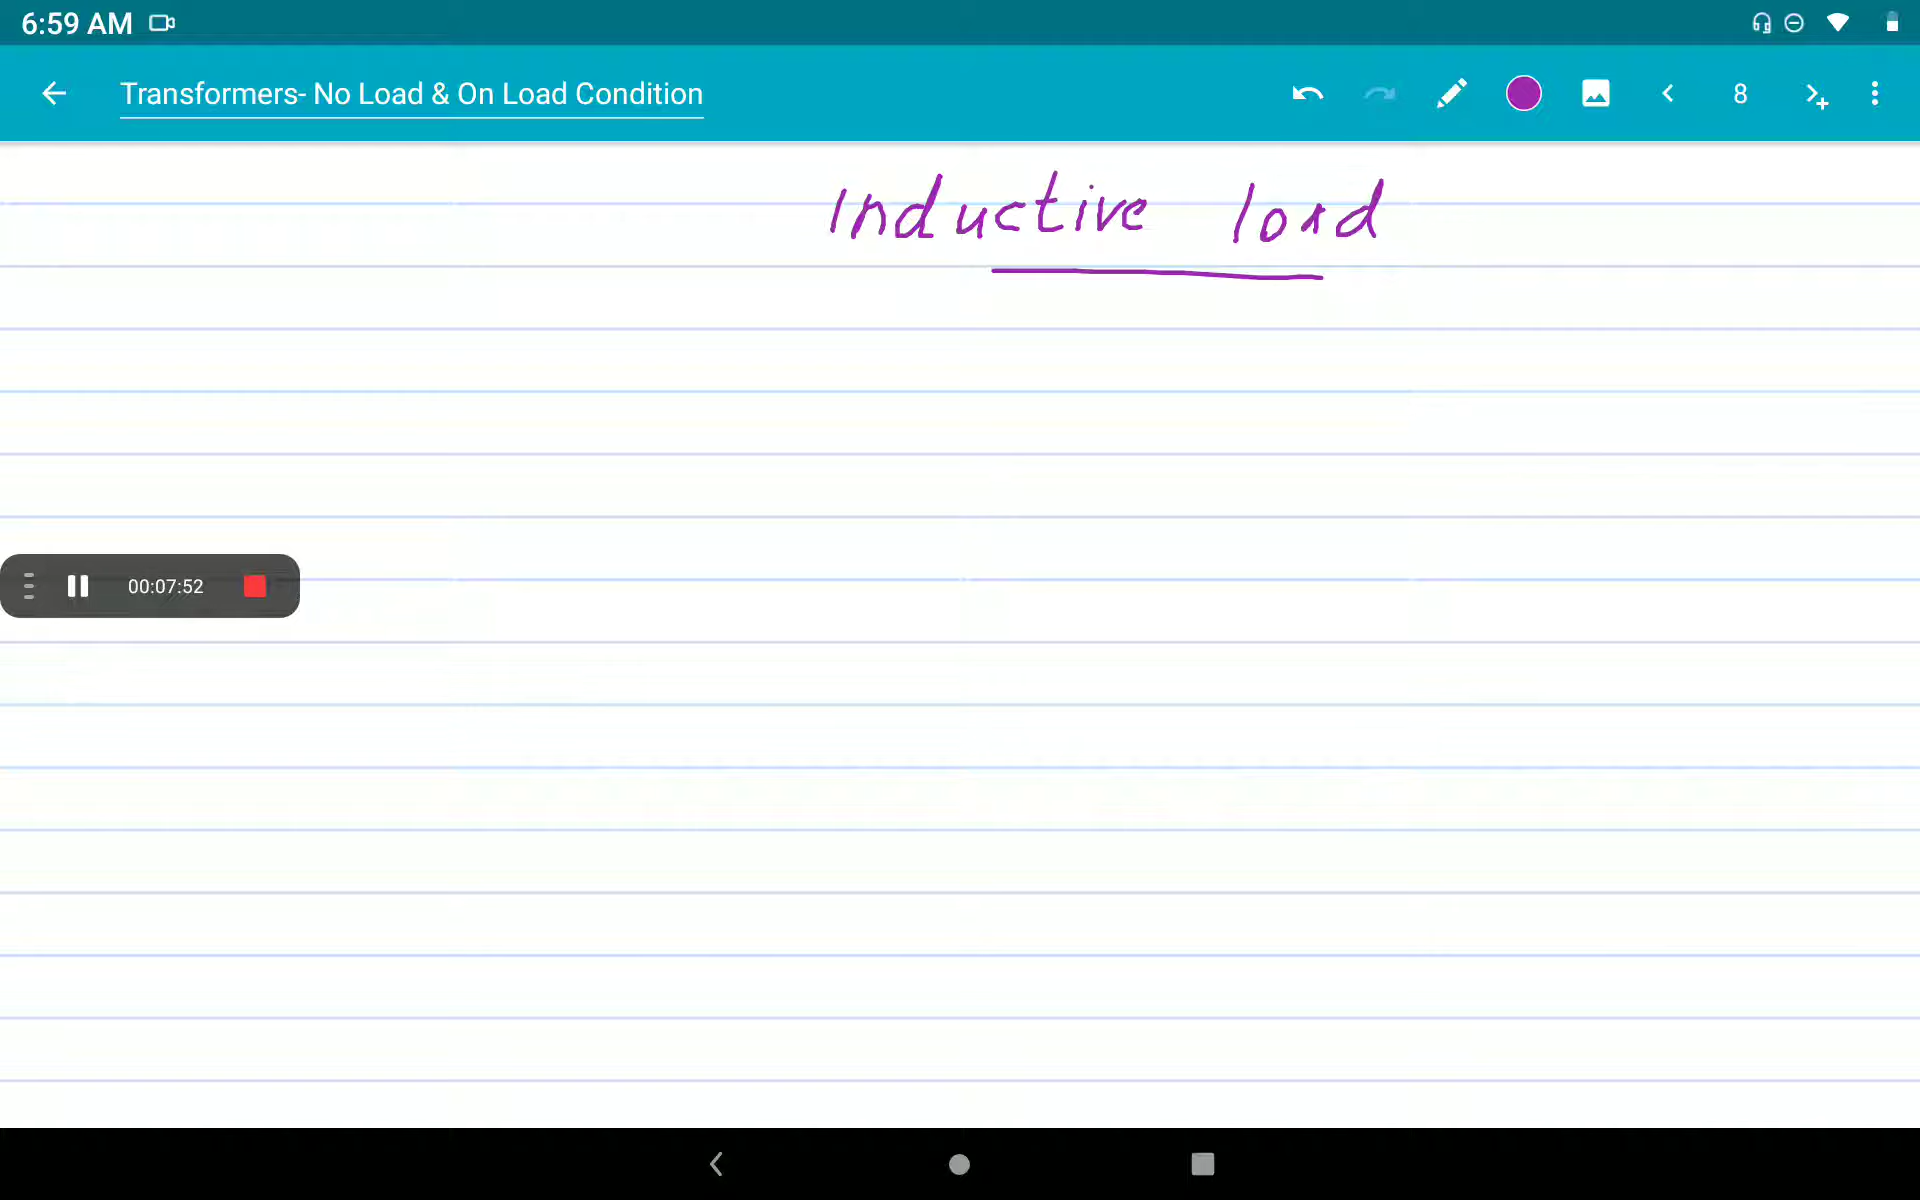 6:59 AM
Transformers- No Load & On Load Condition
8
Inductive load
00:07:52